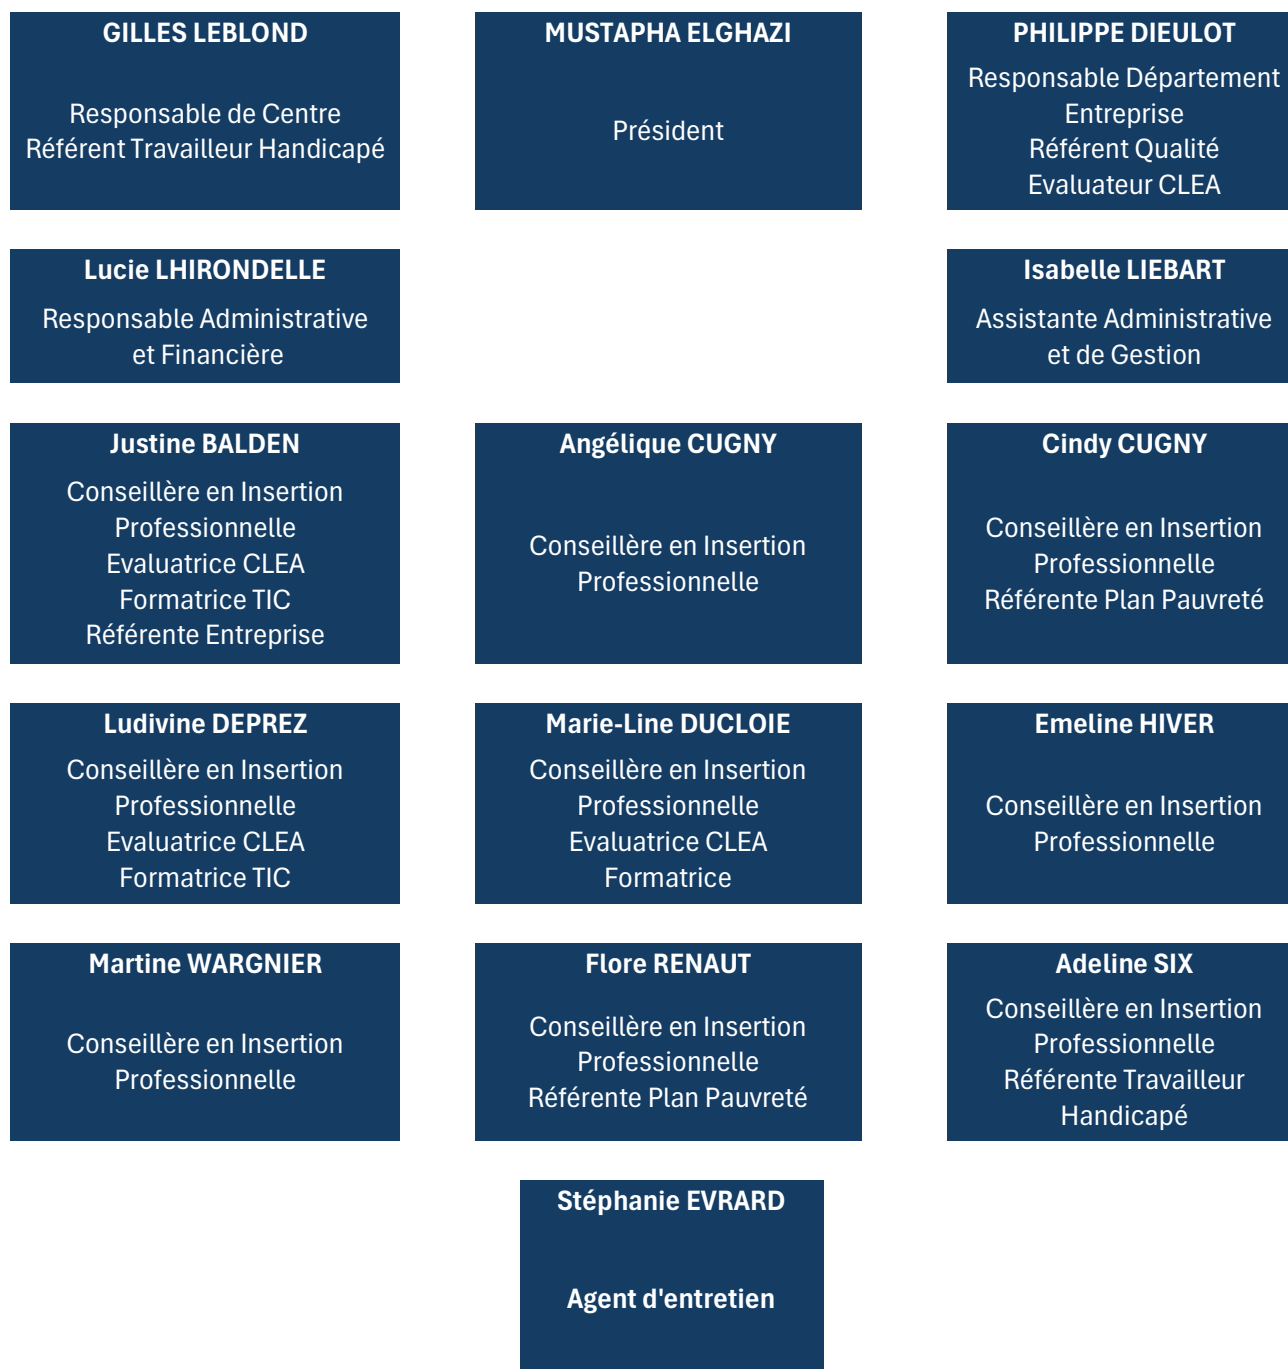 GILLES LEBLOND
Responsable de Centre
Référent Travailleur Handicapé
MUSTAPHA ELGHAZI
Président
PHILIPPE DIEULOT
Responsable Département
Entreprise
Référent Qualité
Evaluateur CLEA
Lucie LHIRONDELLE
Responsable Administrative
et Financière
Isabelle LIEBART
Assistante Administrative
et de Gestion
Justine BALDEN
Conseillère en Insertion
Professionnelle
Evaluatrice CLEA
Formatrice TIC
Référente Entreprise
Angélique CUGNY
Conseillère en Insertion
Professionnelle
Cindy CUGNY
Conseillère en Insertion
Professionnelle
Référente Plan Pauvreté
Ludivine DEPREZ
Conseillère en Insertion
Professionnelle
Evaluatrice CLEA
Formatrice TIC
Marie-Line DUCLOIE
Conseillère en Insertion
Professionnelle
Evaluatrice CLEA
Formatrice
Emeline HIVER
Conseillère en Insertion
Professionnelle
Martine WARGNIER
Conseillère en Insertion
Professionnelle
Flore RENAUT
Conseillère en Insertion
Professionnelle
Référente Plan Pauvreté
Adeline SIX
Conseillère en Insertion
Professionnelle
Référente Travailleur
Handicapé
Stéphanie EVRARD
Agent d'entretien